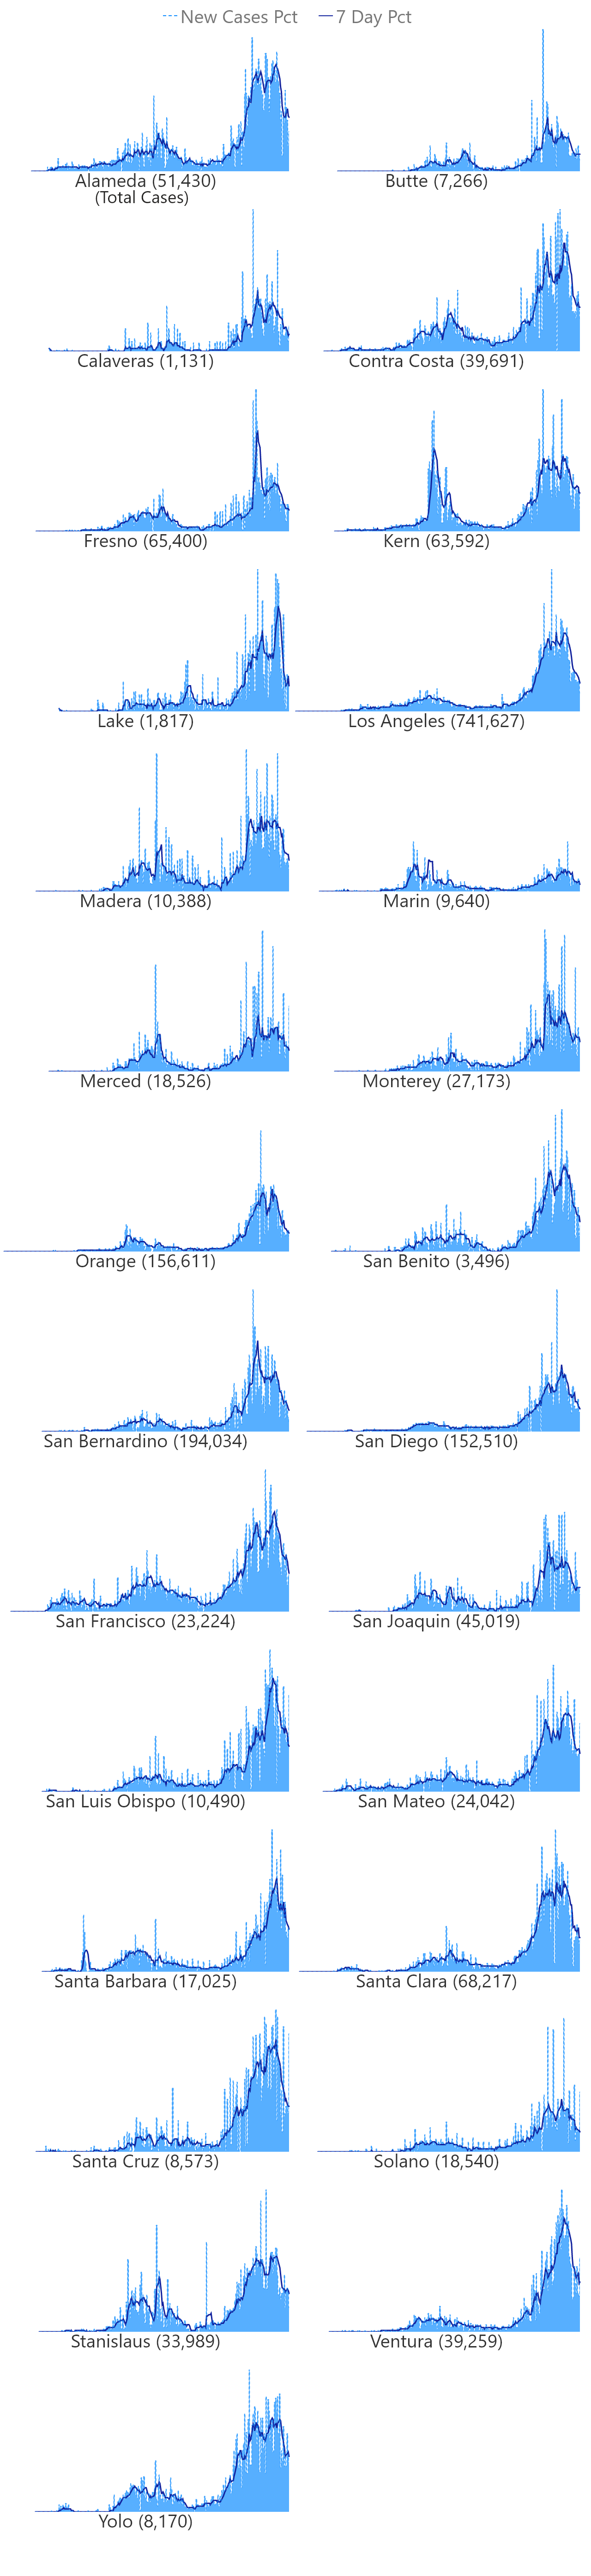 New Cases Pct 7 Day Pct
Alameda (51,430) Butte (7,266)
(Total Cases)
Calaveras (1,131) Contra Costa (39,691)
Fresno (65,400) Kern (63,592)
Lake (1,817) Los Angeles (741,627)
Madera (10,388) Marin (9,640)
Merced (18,526) Monterey (27,173)
Orange (156,611) San Benito (3,496)
San Bernardino (194,034) San Diego (152,510)
San Francisco (23,224) San Joaquin (45,019)
San Luis Obispo (10,490) San Mateo (24,042)
Santa Barbara (17,025) Santa Clara (68,217)
Santa Cruz (8,573) Solano (18,540)
Stanislaus (33,989) Ventura (39,259)
Yolo (8,170)